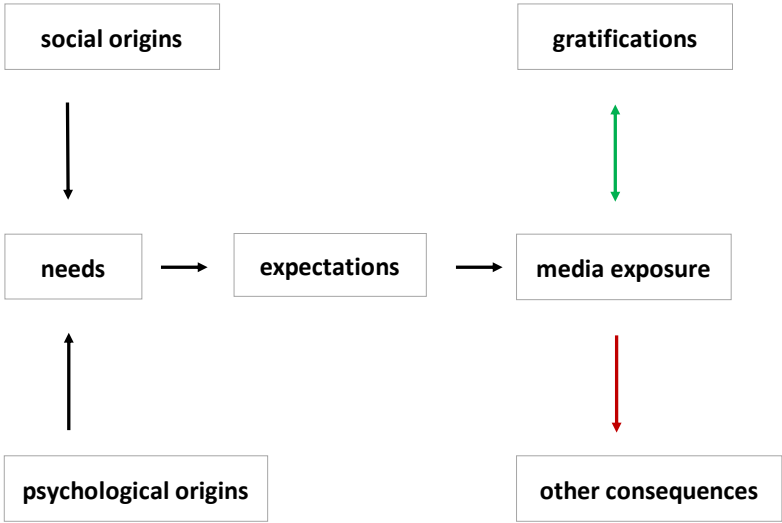 social origins
gratifications
needs
expectations
media exposure
psychological origins
other consequences